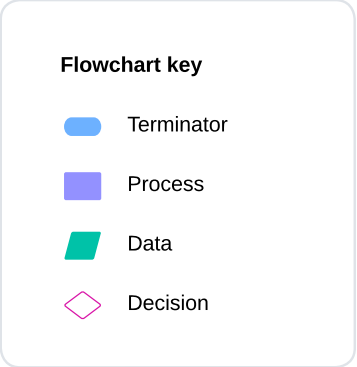 Flowchart key
Terminator
Process
Data
Decision